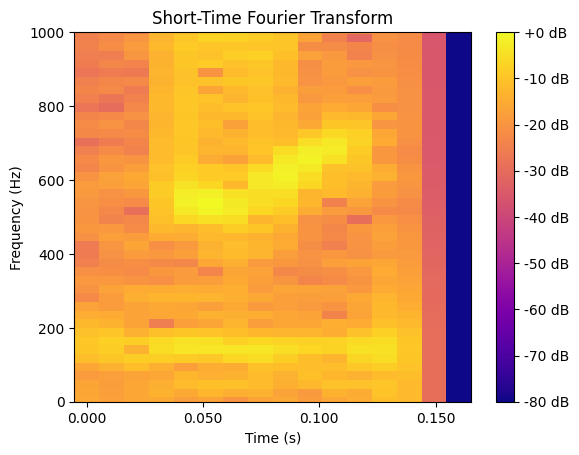 Short-Time Fourier Transform
1000
800
600
400
200
0
Frequency (Hz)
0.000
0.050
0.100
0.150
Time (s)
+0 dB
-10 dB
-20 dB
-30 dB
-40 dB
-50 dB
-60 dB
-70 dB
-80 dB